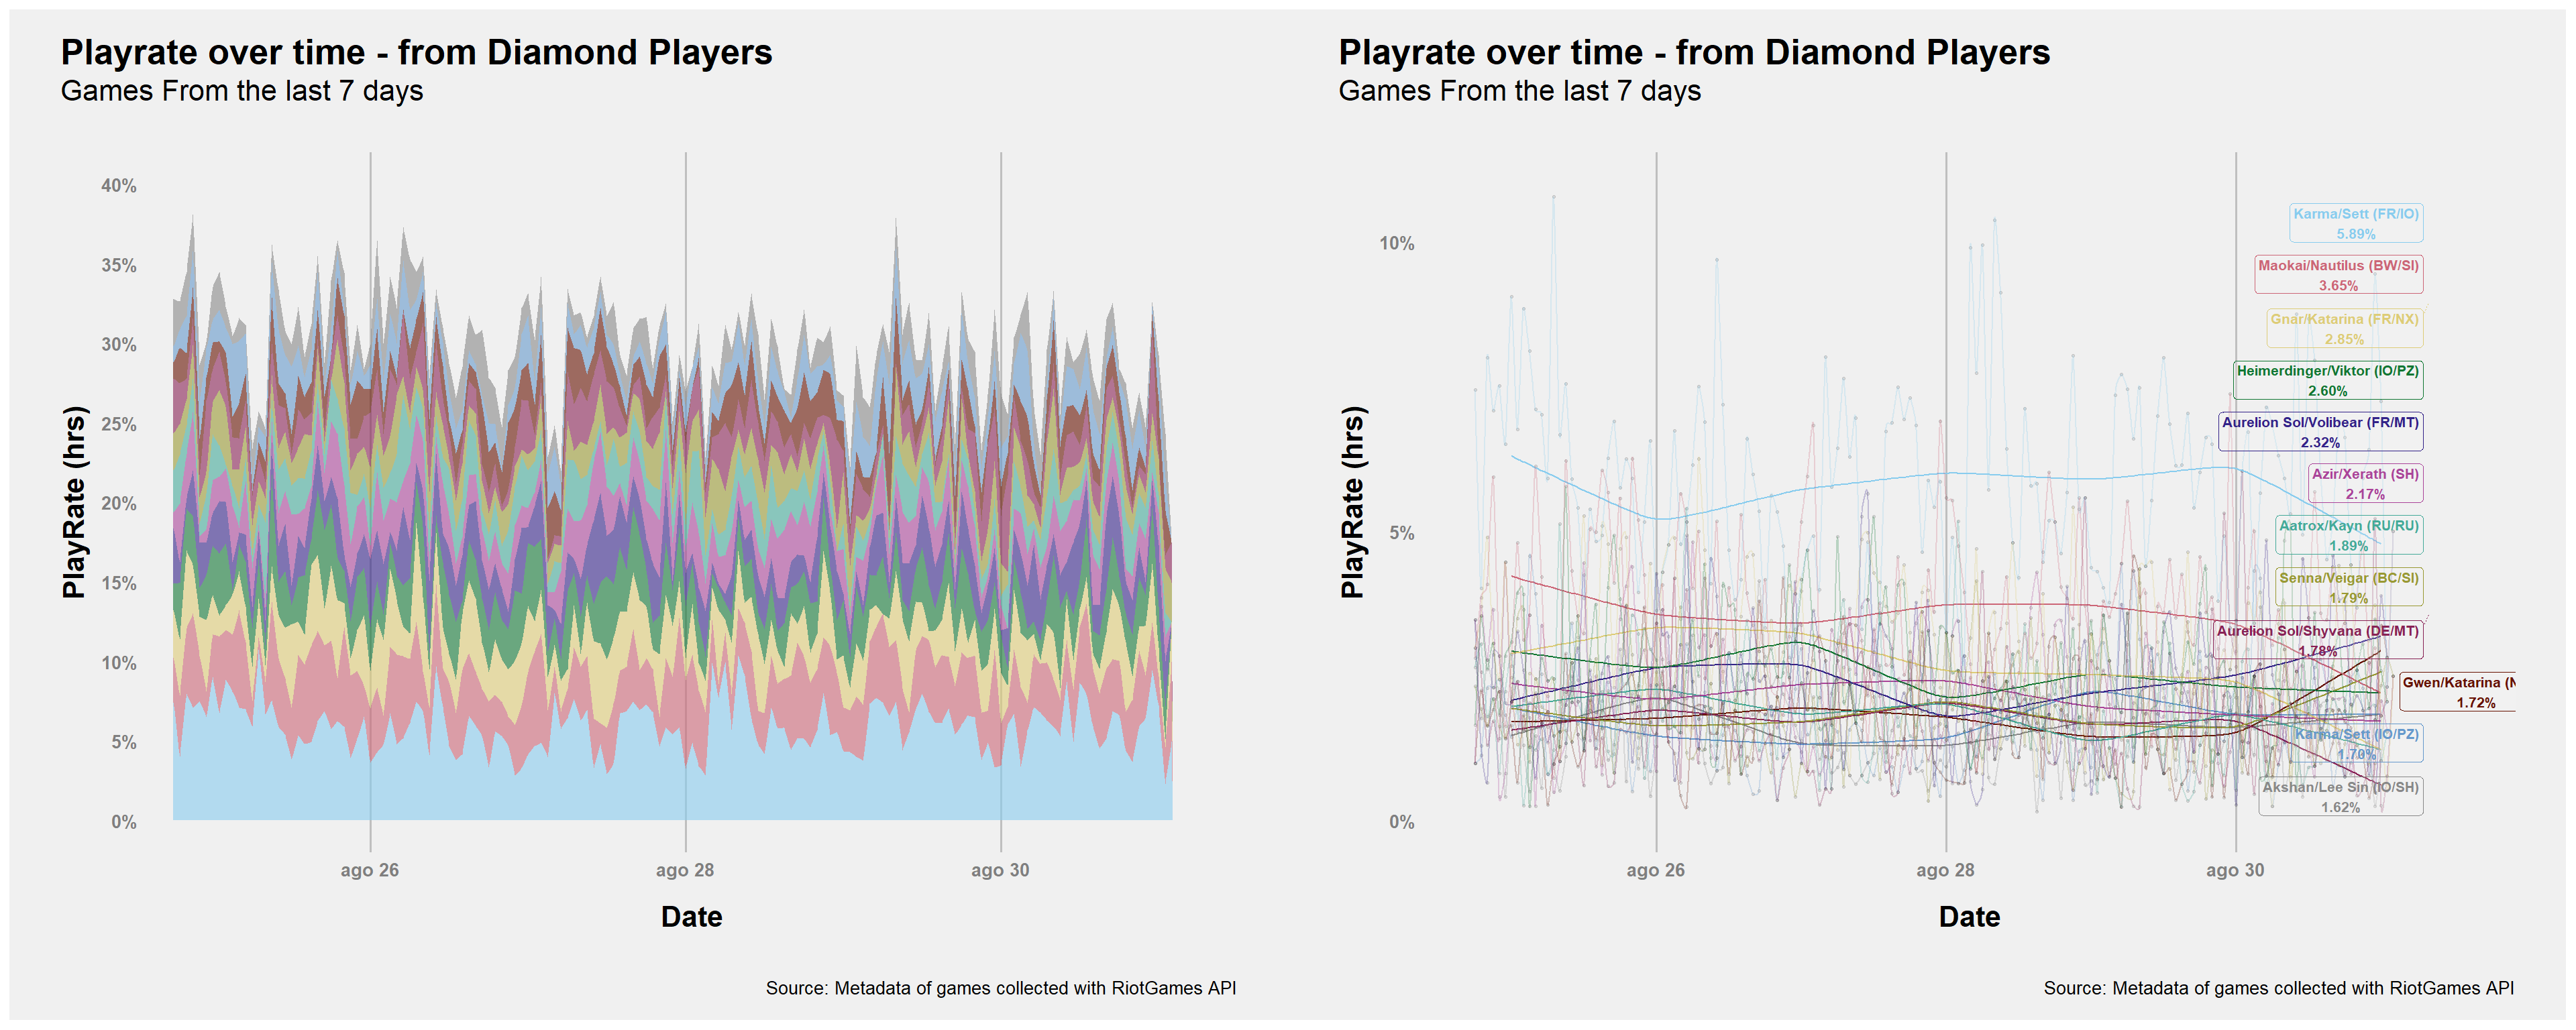 Playrate over time - from Diamond Players
Games From the last 7 days
40%
35%
30%
25%
20%
15%
10%
5%
0%
PlayRate (hrs)
ago 26
ago 28
ago 30
Date
Source: Metadata of games collected with RiotGames API
Playrate over time - from Diamond Players
Games From the last 7 days
10%
5%
0%
PlayRate (hrs)
Karma/Sett (FR/IO)
5.89%
Maokai/Nautilus (BW/SI)
3.65%
Gnar/Katarina (FR/NX)
2.85%
Heimerdinger/Viktor (IO/PZ)
2.60%
Aurelion Sol/Volibear (FR/MT)
2.32%
Azir/Xerath (SH)
2.17%
Aatrox/Kayn (RU/RU)
1.89%
Senna/Veigar (BC/SI)
1.79%
Aurelion Sol/Shyvana (DE/MT)
1.78%
Gwen/Katarina (N
1.72%
Karma/Sett (IO/PZ)
1.70%
Akshan/Lee Sin (IO/SH)
1.62%
ago 26
ago 28
ago 30
Date
Source: Metadata of games collected with RiotGames API